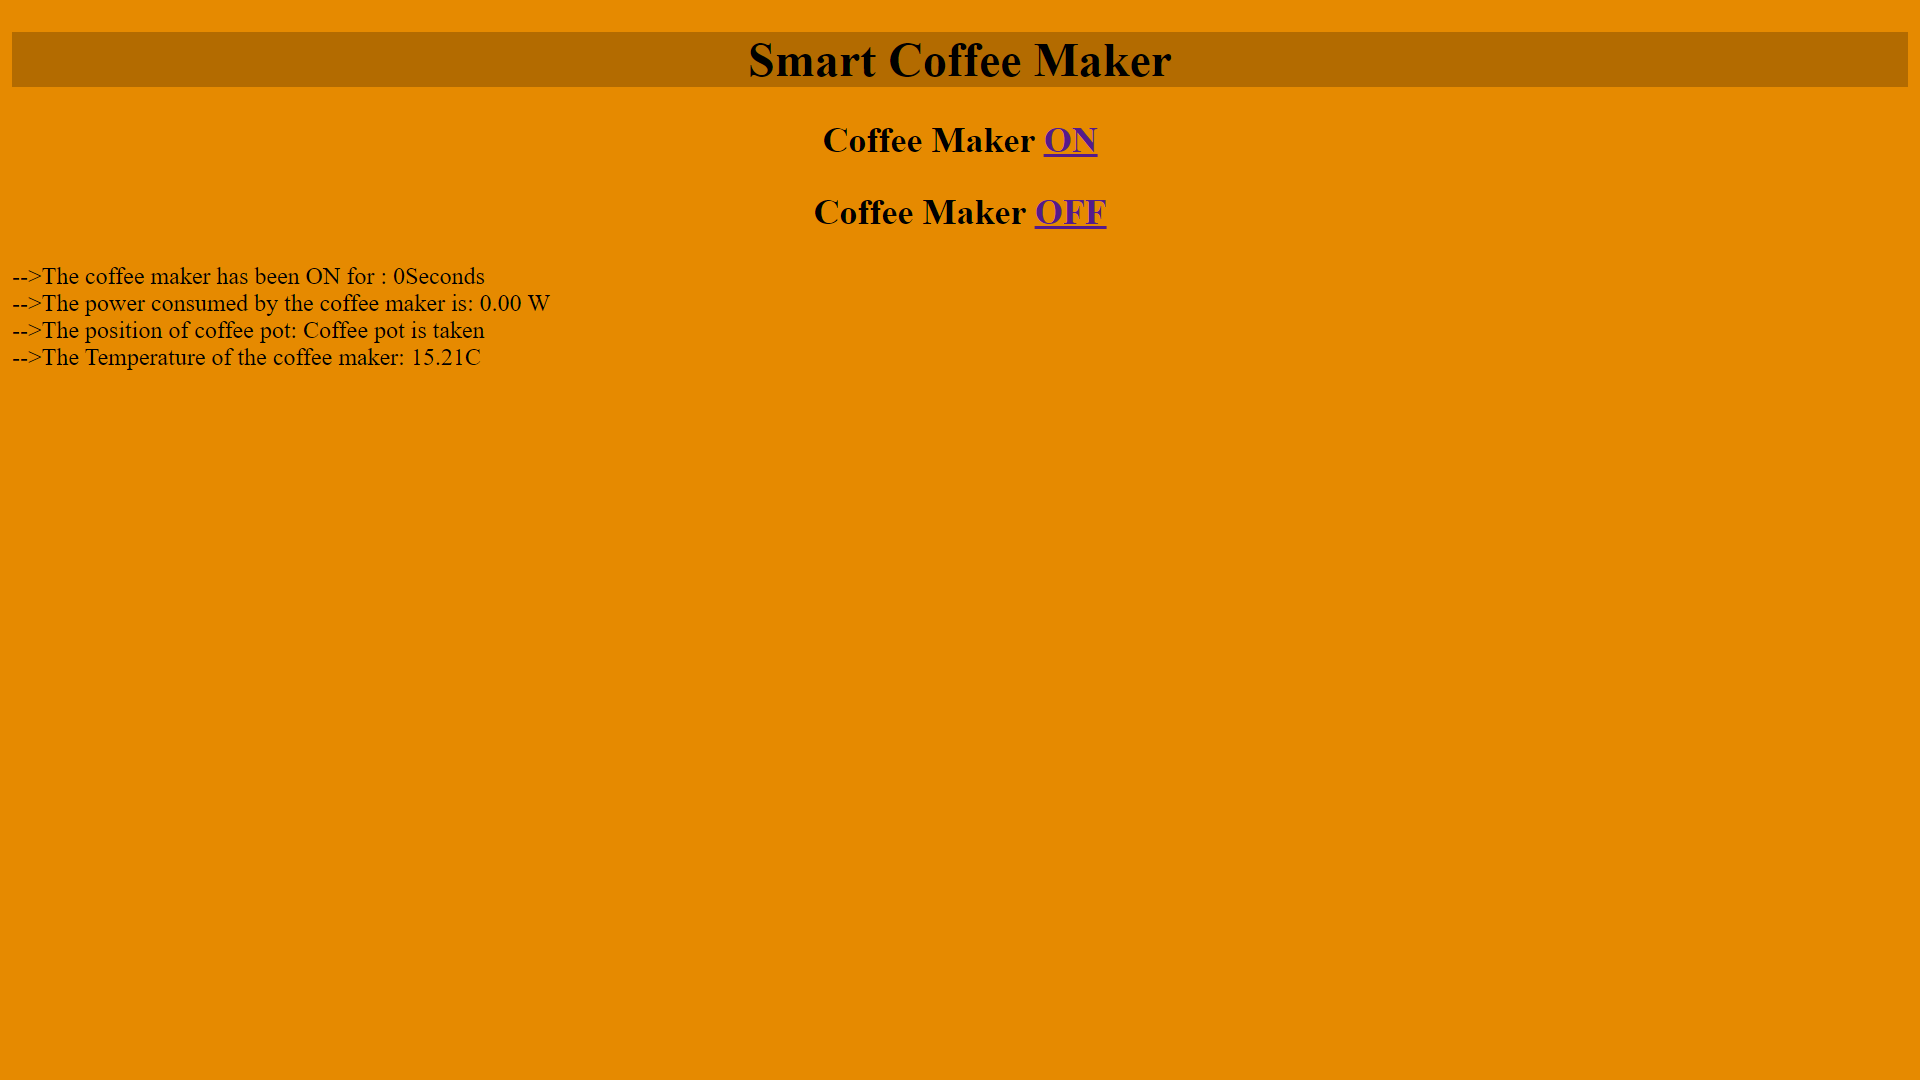 Smart Coffee Maker
Coffee Maker ON
Coffee Maker OFF
-->The coffee maker has been ON for : 0Seconds
-->The power consumed by the coffee maker is: 0.00 W
-->The position of coffee pot: Coffee pot is taken
-->The Temperature of the coffee maker: 15.21C